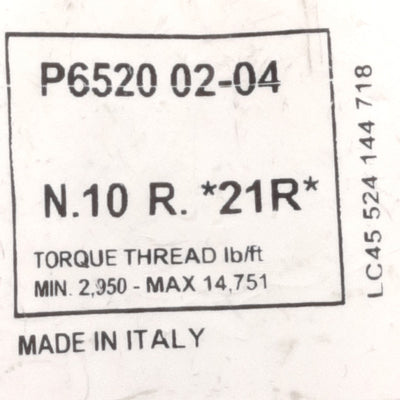 P6520 02-04
N.10 R. *21R*
TORQUE THREAD lb/ft
MIN. 2,950 - MAX 14,751
MADE IN ITALY
LC45 524 144 718